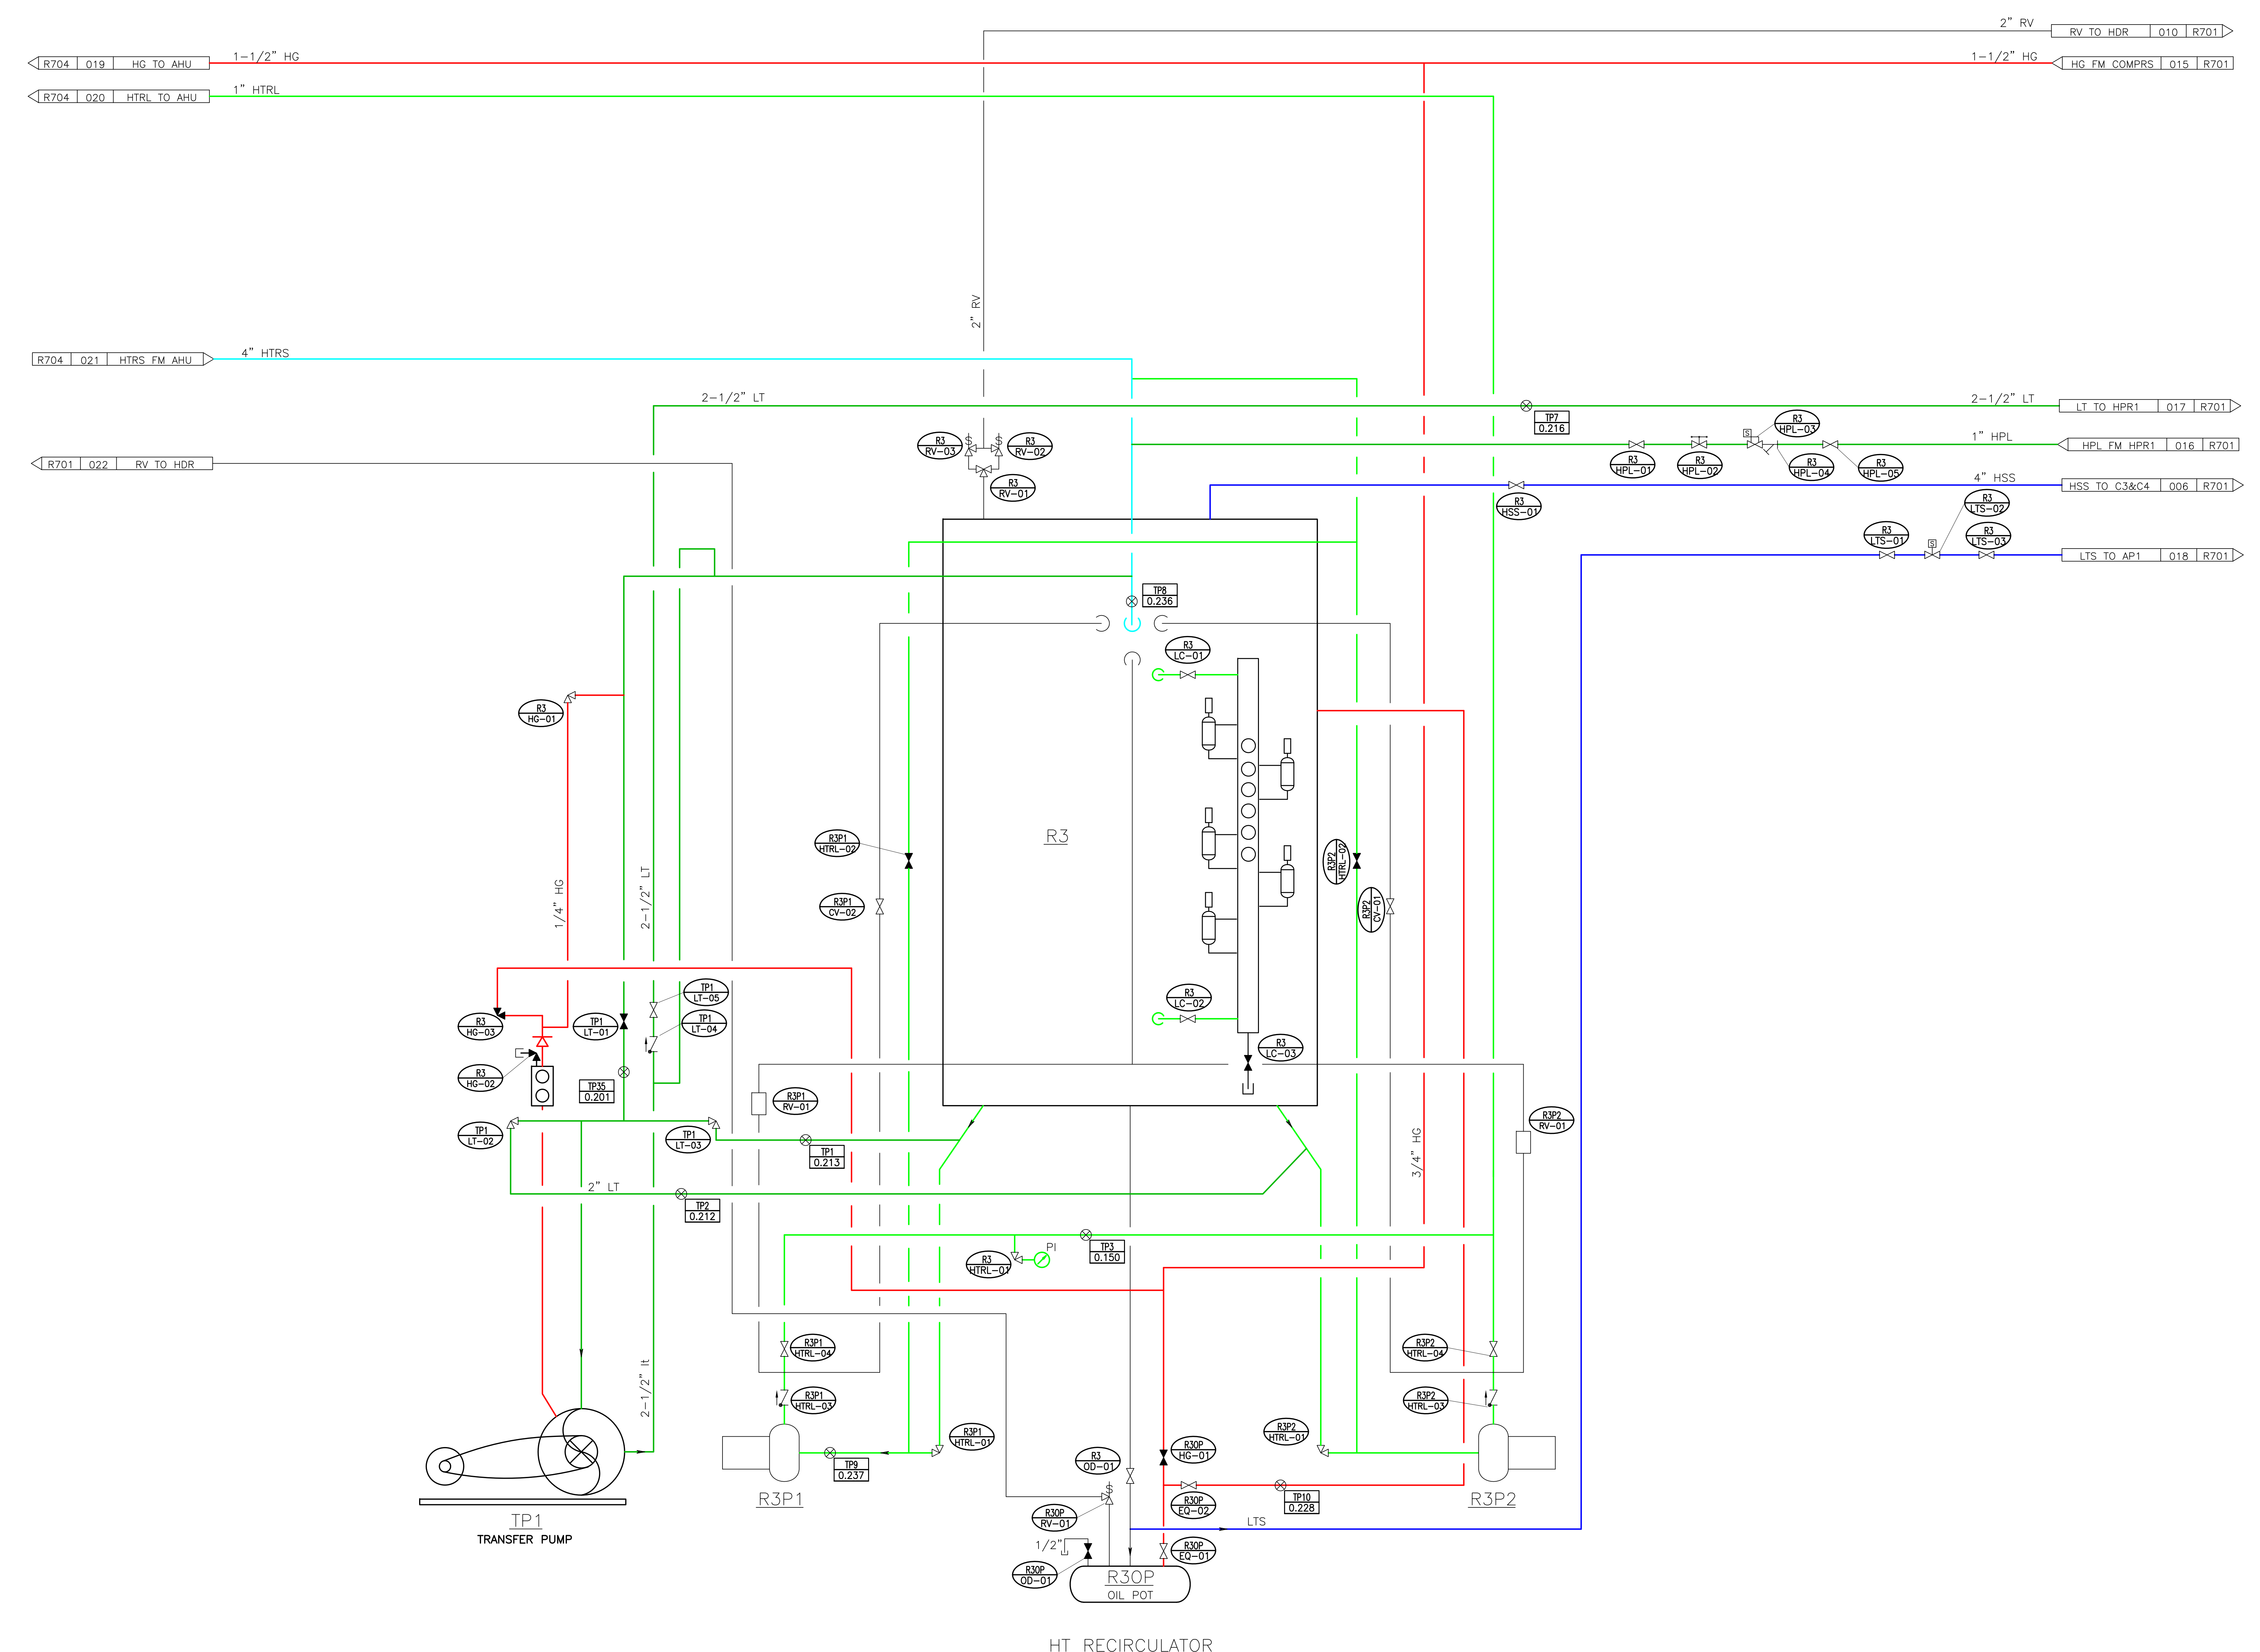 2" RV
RV TO HDR 010 R701
R704 019 HG TO AHU
1-1/2" HG
1-1/2" HG
HG FM COMPRS 015 R701
R704 020 HTRL TO AHU
1" HTRL
2" RV
R704 021 HTRS FM AHU
4" HTRS
2-1/2" LT
2-1/2" LT
LT TO HPR1 017 R701
TP7
0.216
R3
HPL-03
R3
RV-03
S
S
R3
RV-02
1" HPL
HPL FM HPR1 016 R701
S
R701 022 RV TO HDR
R3
HPL-01
R3
HPL-02
R3
HPL-04
R3
HPL-05
R3
RV-01
4" HSS
HSS TO C3&C4 006 R701
R3
HSS-01
R3
LTS-02
R3
LTS-01
S
R3
LTS-03
LTS TO AP1 018 R701
TP8
0.236
R3
LC-01
R3
HG-01
R3
R3P1
HTRL-02
R3P2
HTRL-02
1/4" HG
2-1/2" LT
R3P1
CV-02
R3P2
CV-01
TP1
LT-05
R3
LC-02
R3
HG-03
TP1
LT-01
TP1
LT-04
R3
LC-03
R3
HG-02
TP35
0.201
R3P1
RV-01
R3P2
RV-01
TP1
LT-02
TP1
LT-03
TP1
0.213
3/4" HG
2" LT
TP2
0.212
R3
HTRL-01
PI
TP3
0.150
R3P1
HTRL-04
R3P2
HTRL-04
2-1/2" lt
R3P1
HTRL-03
R3P2
HTRL-03
R3P1
HTRL-01
R3P2
HTRL-01
TP9
0.237
R3
OD-01
R3OP
HG-01
R3P1
R3P2
S
R3OP
EQ-02
TP10
0.228
R3OP
RV-01
LTS
TP1
TRANSFER PUMP
1/2"
R3OP
EQ-01
R3OP
OD-01
R3OP
OIL POT
HT RECIRCULATOR